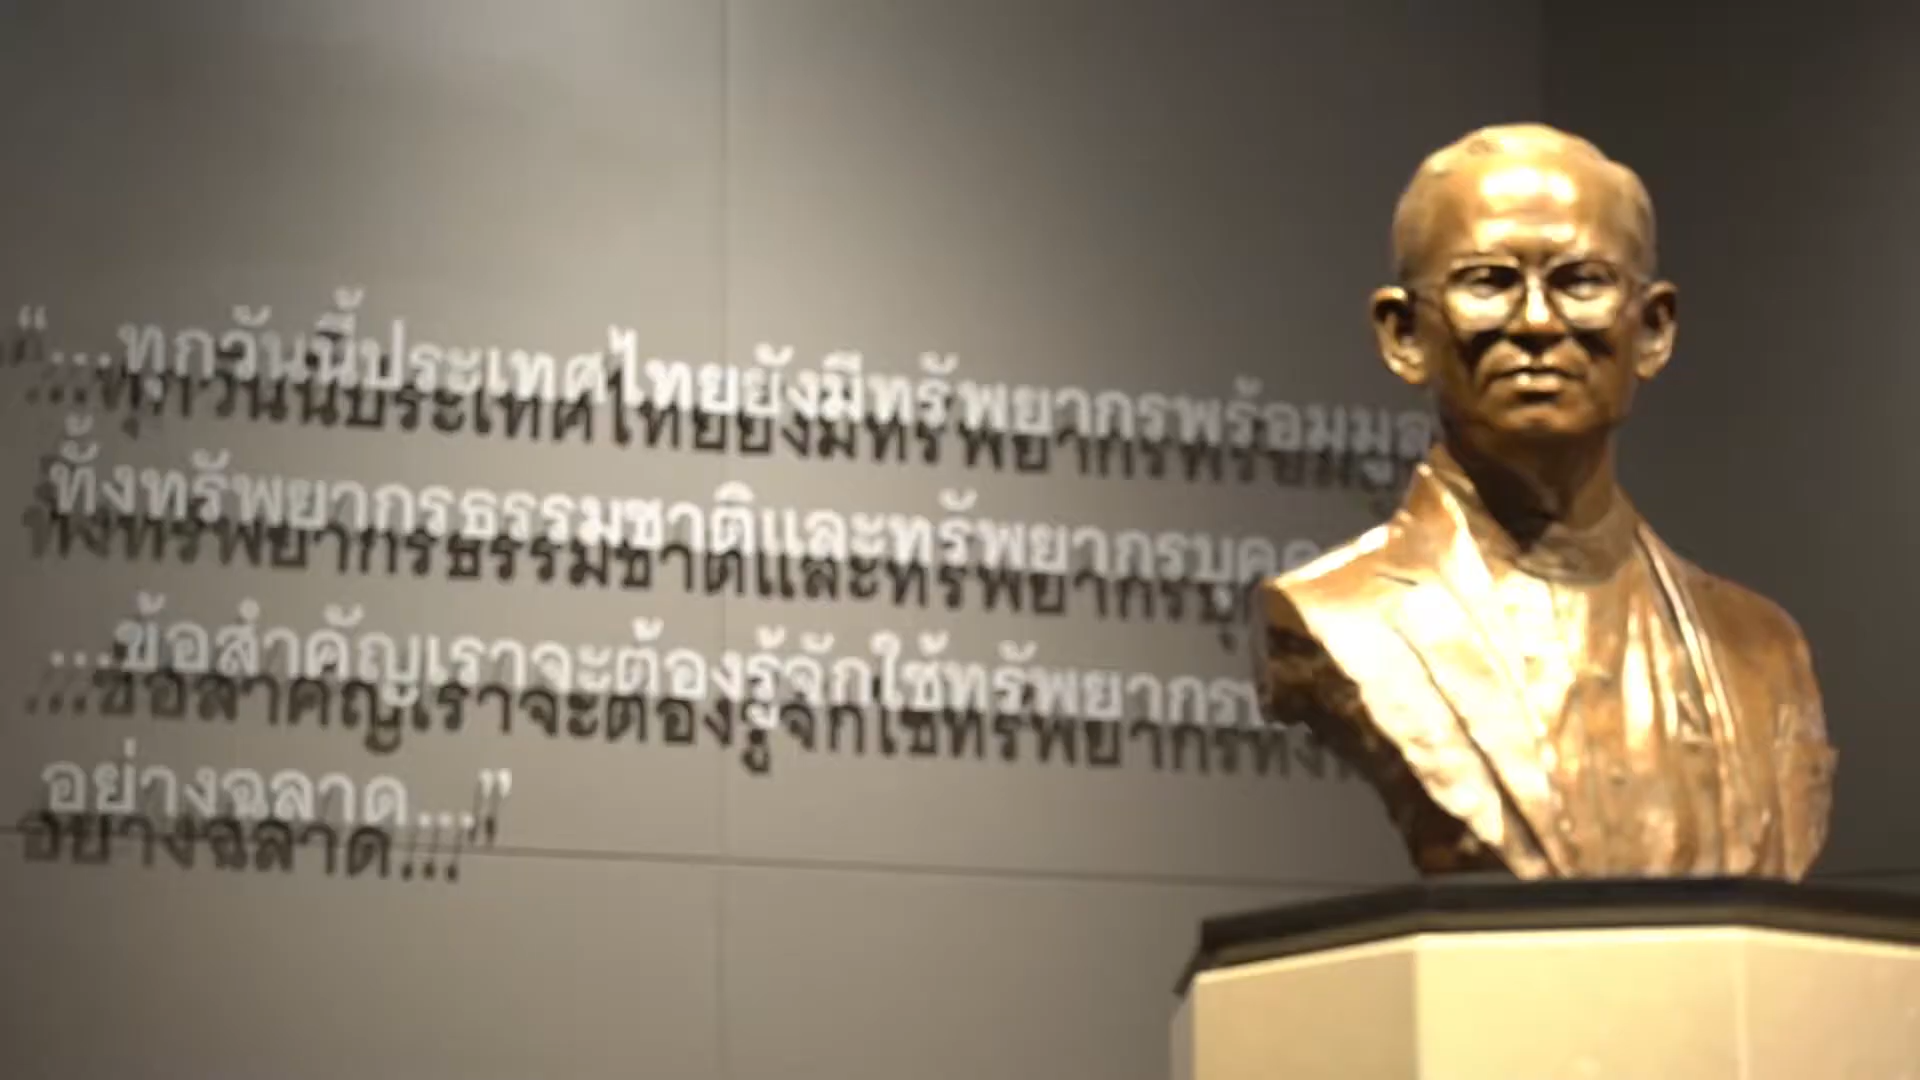 “...ทุกวันนี้ประเทศไทยยังมีทรัพยากรพร้อมมูล
ทั้งทรัพยากรธรรมชาติและทรัพยากร
...ข้อสำคัญเราจะต้องรู้จักใช้ทรัพยากร
อย่างฉลาด...”